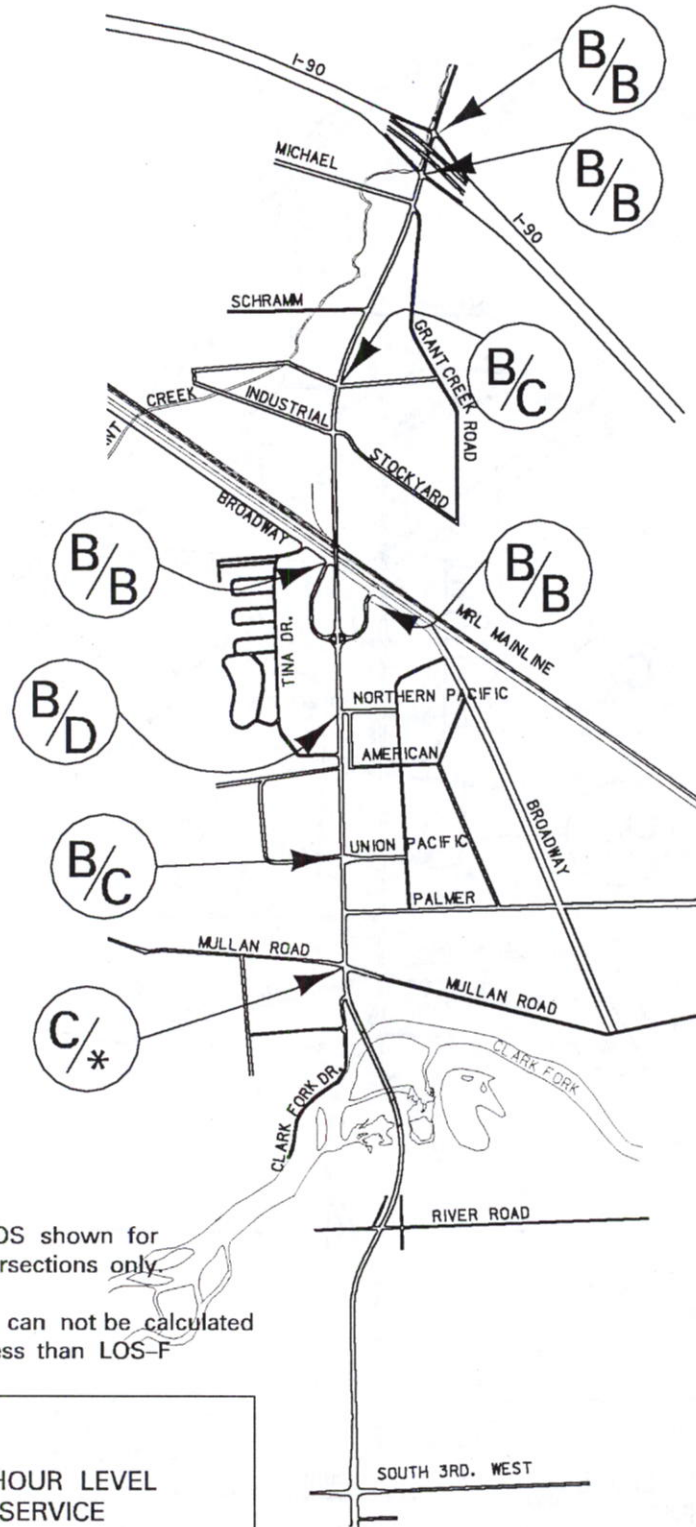 I-90
B/B
MICHAEL
B/B
I-90
SCHRAMM
GRANT CREEK ROAD
B/C
CREEK
INDUSTRIAL
NT
STOCKYARD
BROADWAY
B/B
B/B
MRL MAINLINE
TINA DR.
B/D
NORTHERN PACIFIC
AMERICAN
BROADWAY
B/C
UNION PACIFIC
PALMER
MULLAN ROAD
MULLAN ROAD
C/*
CLARK FORK
CLARK FORK DR.
RIVER ROAD
OS shown for
rsections only.
can not be calculated
ess than LOS-F
HOUR LEVEL
SERVICE
SOUTH 3RD. WEST